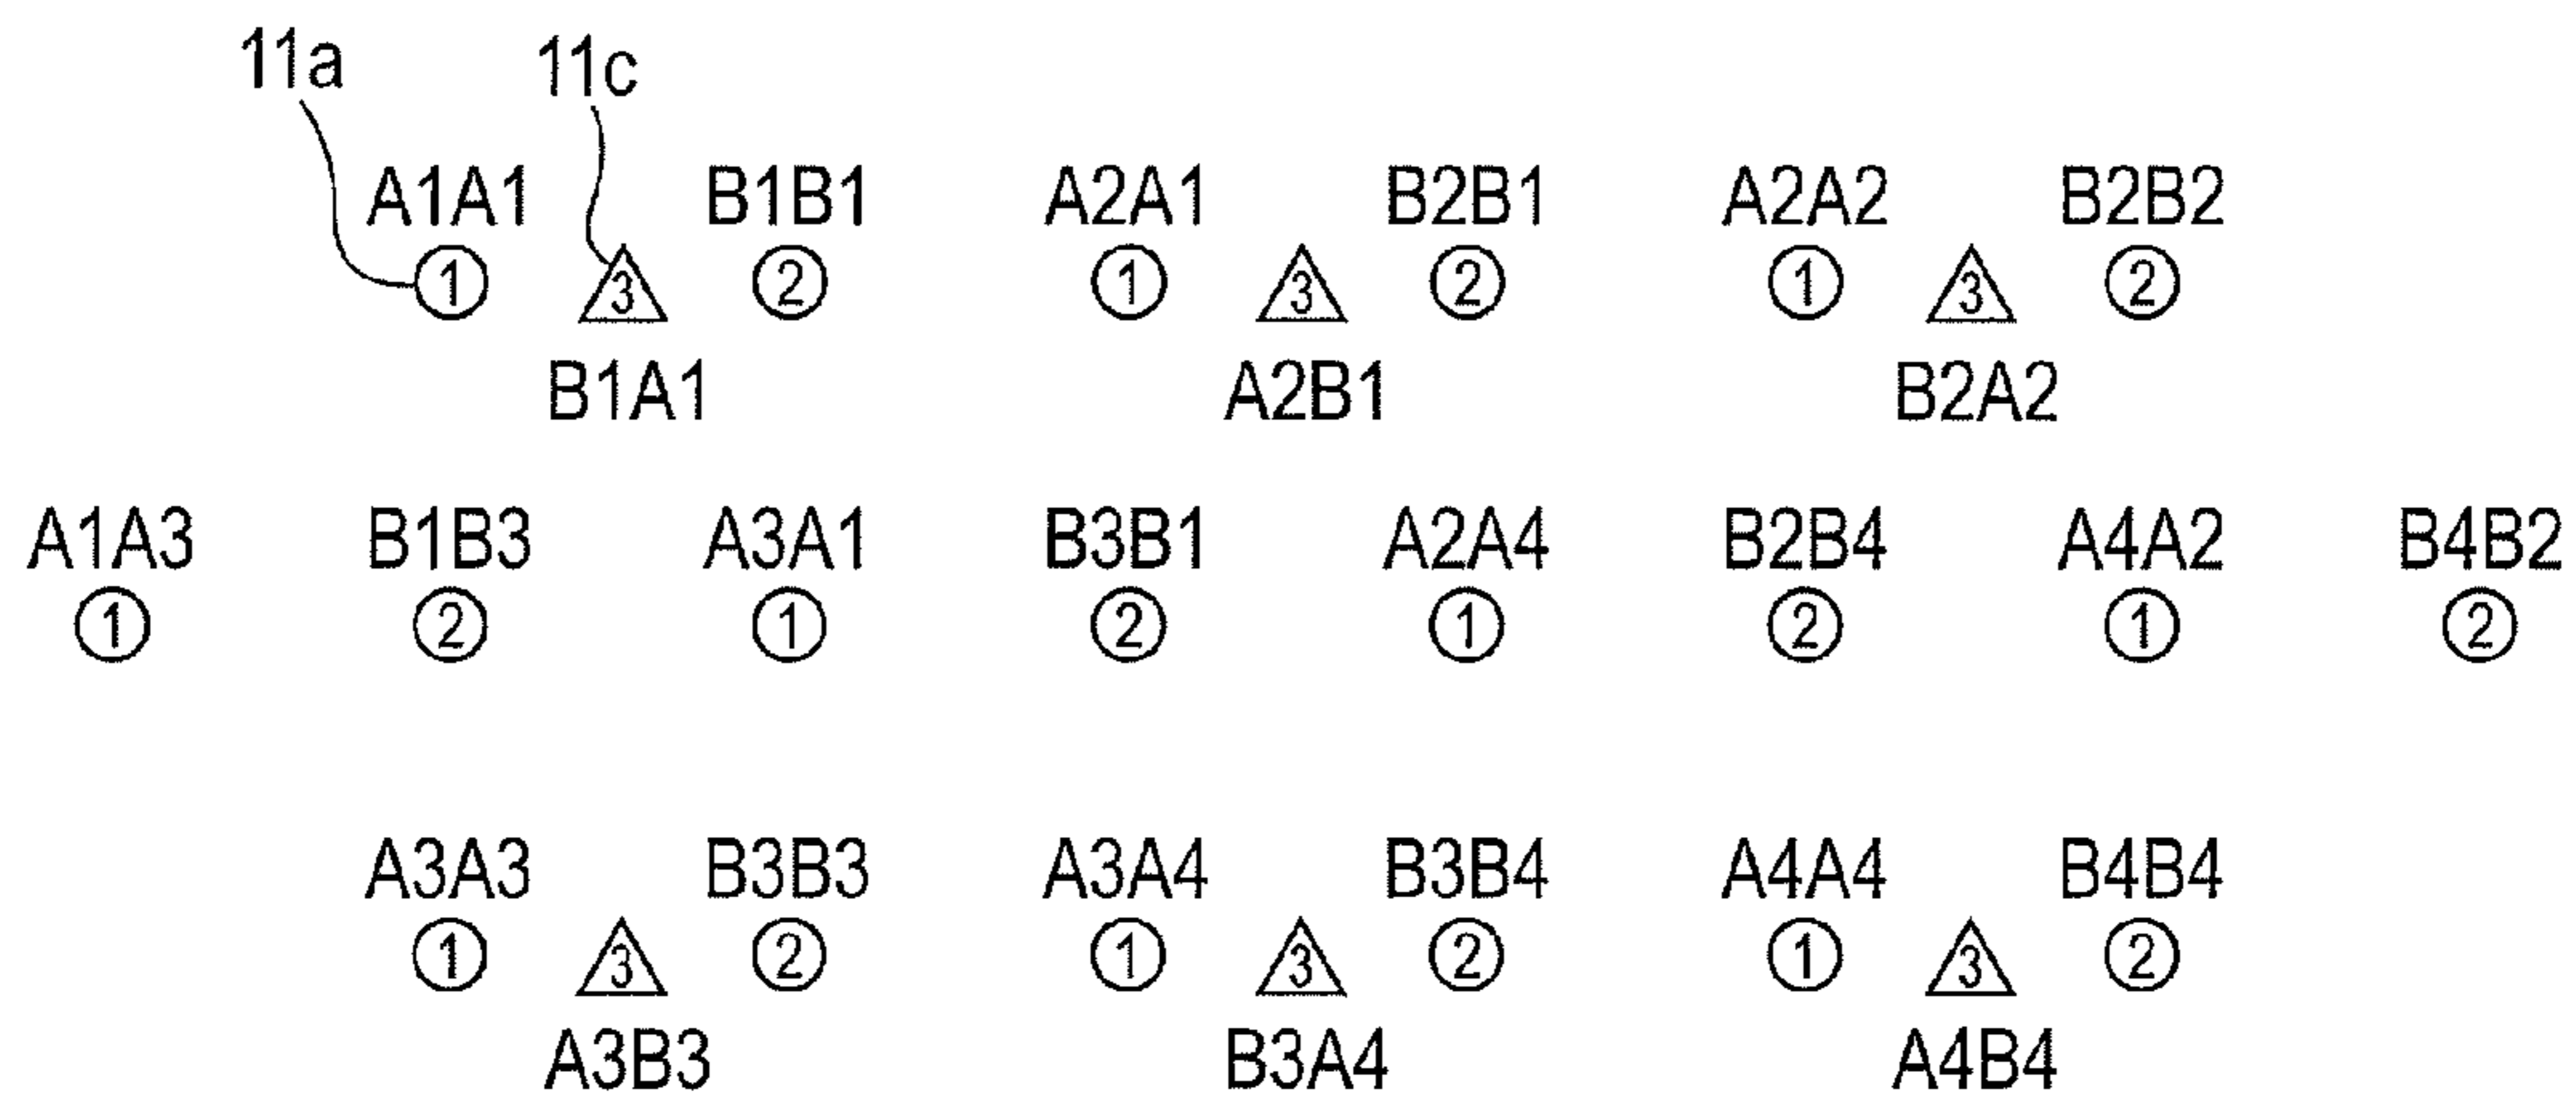 11a 11c
A1A1 B1B1 A2A1 B2B1 A2A2 B2B2
1 3 2 1 3 2 1 3 2
B1A1 A2B1 B2A2
A1A3 B1B3 A3A1 B3B1 A2A4 B2B4 A4A2 B4B2
1 2 1 2 1 2 1 2
A3A3 B3B3 A3A4 B3B4 A4A4 B4B4
1 3 2 1 3 2 1 3 2
A3B3 B3A4 A4B4